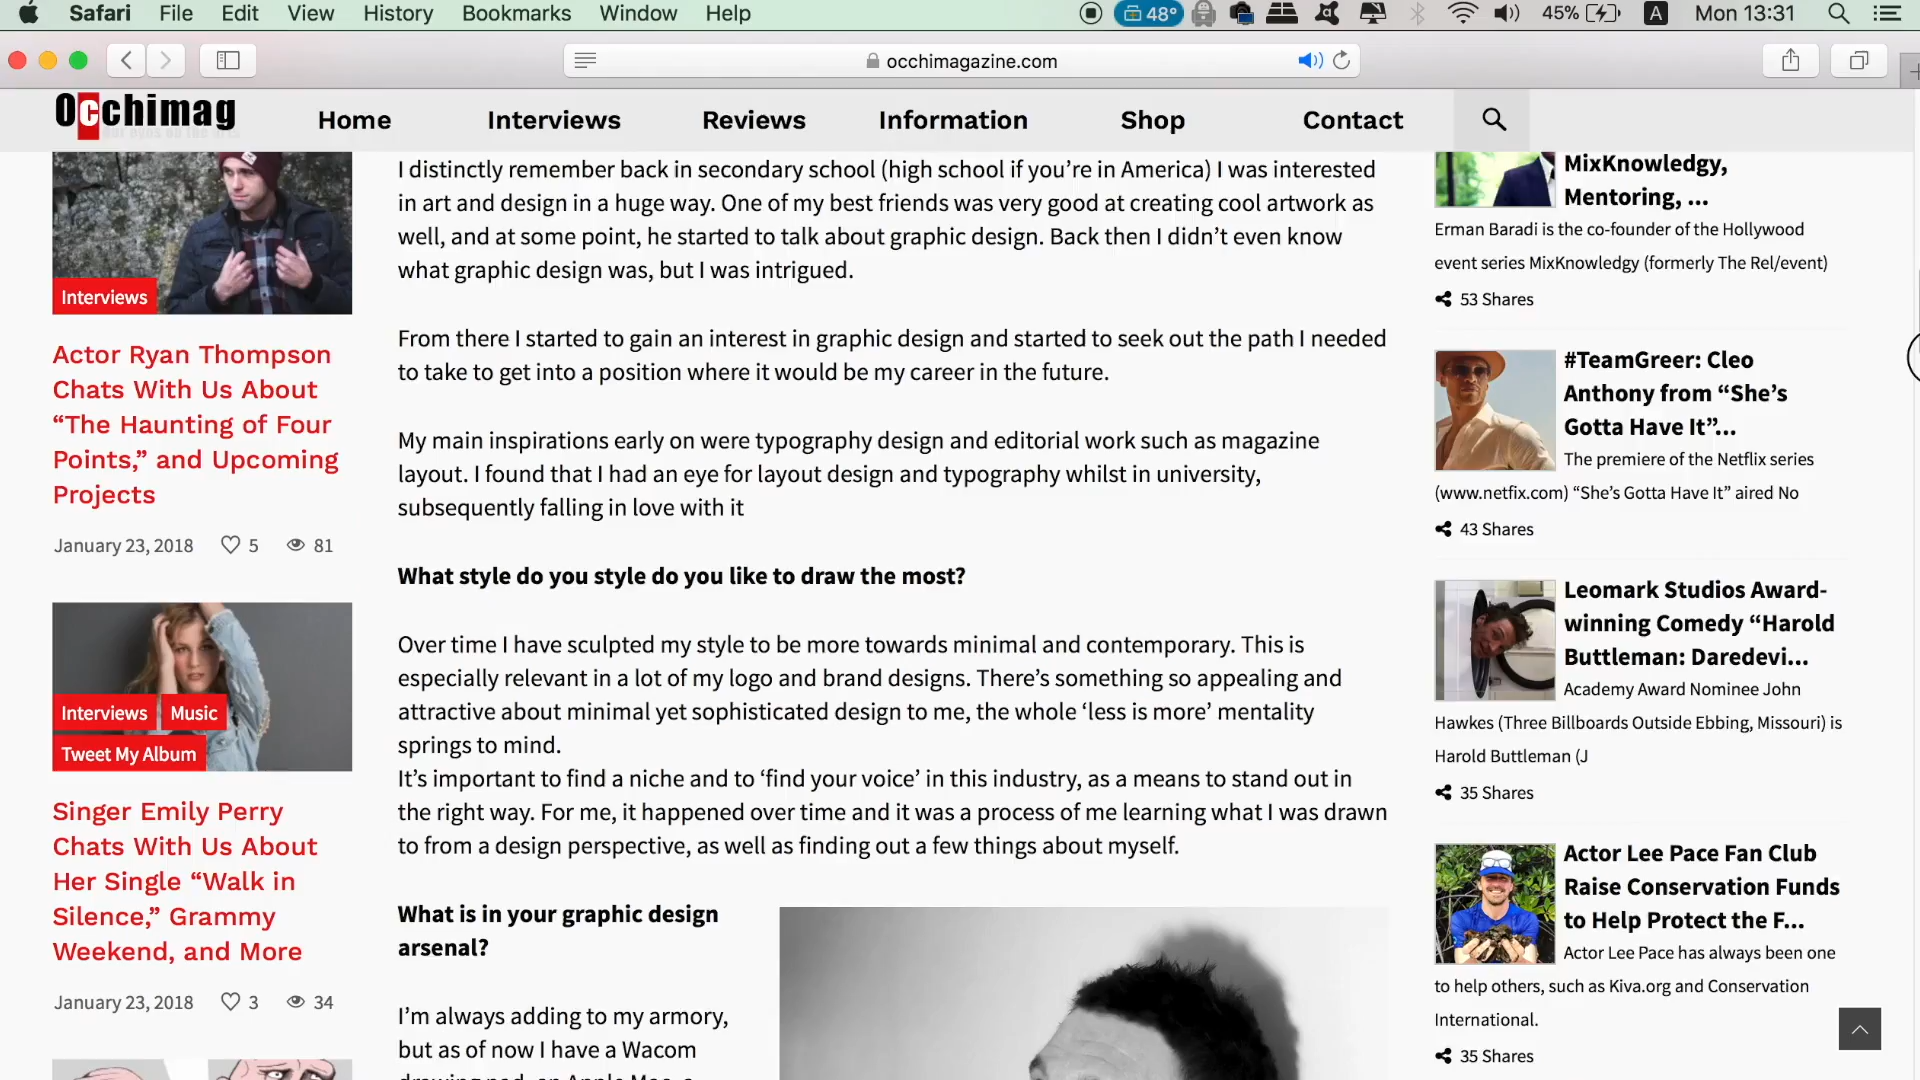 Safari File Edit View History Bookmarks Window Help 48° 45% A Mon 13:31
occhimagazine.com
Occhimag
Home Interviews Reviews Information Shop Contact
Interviews
Actor Ryan Thompson
Chats With Us About
“The Haunting of Four
Points,” and Upcoming
Projects
January 23, 2018 5 81
Interviews Music
Tweet My Album
Singer Emily Perry
Chats With Us About
Her Single “Walk in
Silence,” Grammy
Weekend, and More
January 23, 2018 3 34
I distinctly remember back in secondary school (high school if you’re in America) I was interested
in art and design in a huge way. One of my best friends was very good at creating cool artwork as
well, and at some point, he started to talk about graphic design. Back then I didn’t even know
what graphic design was, but I was intrigued.
From there I started to gain an interest in graphic design and started to seek out the path I needed
to take to get into a position where it would be my career in the future.
My main inspirations early on were typography design and editorial work such as magazine
layout. I found that I had an eye for layout design and typography whilst in university,
subsequently falling in love with it
What style do you style do you like to draw the most?
Over time I have sculpted my style to be more towards minimal and contemporary. This is
especially relevant in a lot of my logo and brand designs. There’s something so appealing and
attractive about minimal yet sophisticated design to me, the whole ‘less is more’ mentality
springs to mind.
It’s important to find a niche and to ‘find your voice’ in this industry, as a means to stand out in
the right way. For me, it happened over time and it was a process of me learning what I was drawn
to from a design perspective, as well as finding out a few things about myself.
What is in your graphic design
arsenal?
I’m always adding to my armory,
but as of now I have a Wacom
MixKnowledgy,
Mentoring, ...
Erman Baradi is the co-founder of the Hollywood
event series MixKnowledgy (formerly The Rel/event)
53 Shares
#TeamGreer: Cleo
Anthony from “She’s
Gotta Have It”...
The premiere of the Netflix series
(www.netfix.com) “She’s Gotta Have It” aired No
43 Shares
Leomark Studios Award-
winning Comedy “Harold
Buttleman: Daredevi...
Academy Award Nominee John
Hawkes (Three Billboards Outside Ebbing, Missouri) is
Harold Buttleman (J
35 Shares
Actor Lee Pace Fan Club
Raise Conservation Funds
to Help Protect the F...
Actor Lee Pace has always been one
to help others, such as Kiva.org and Conservation
International.
35 Shares